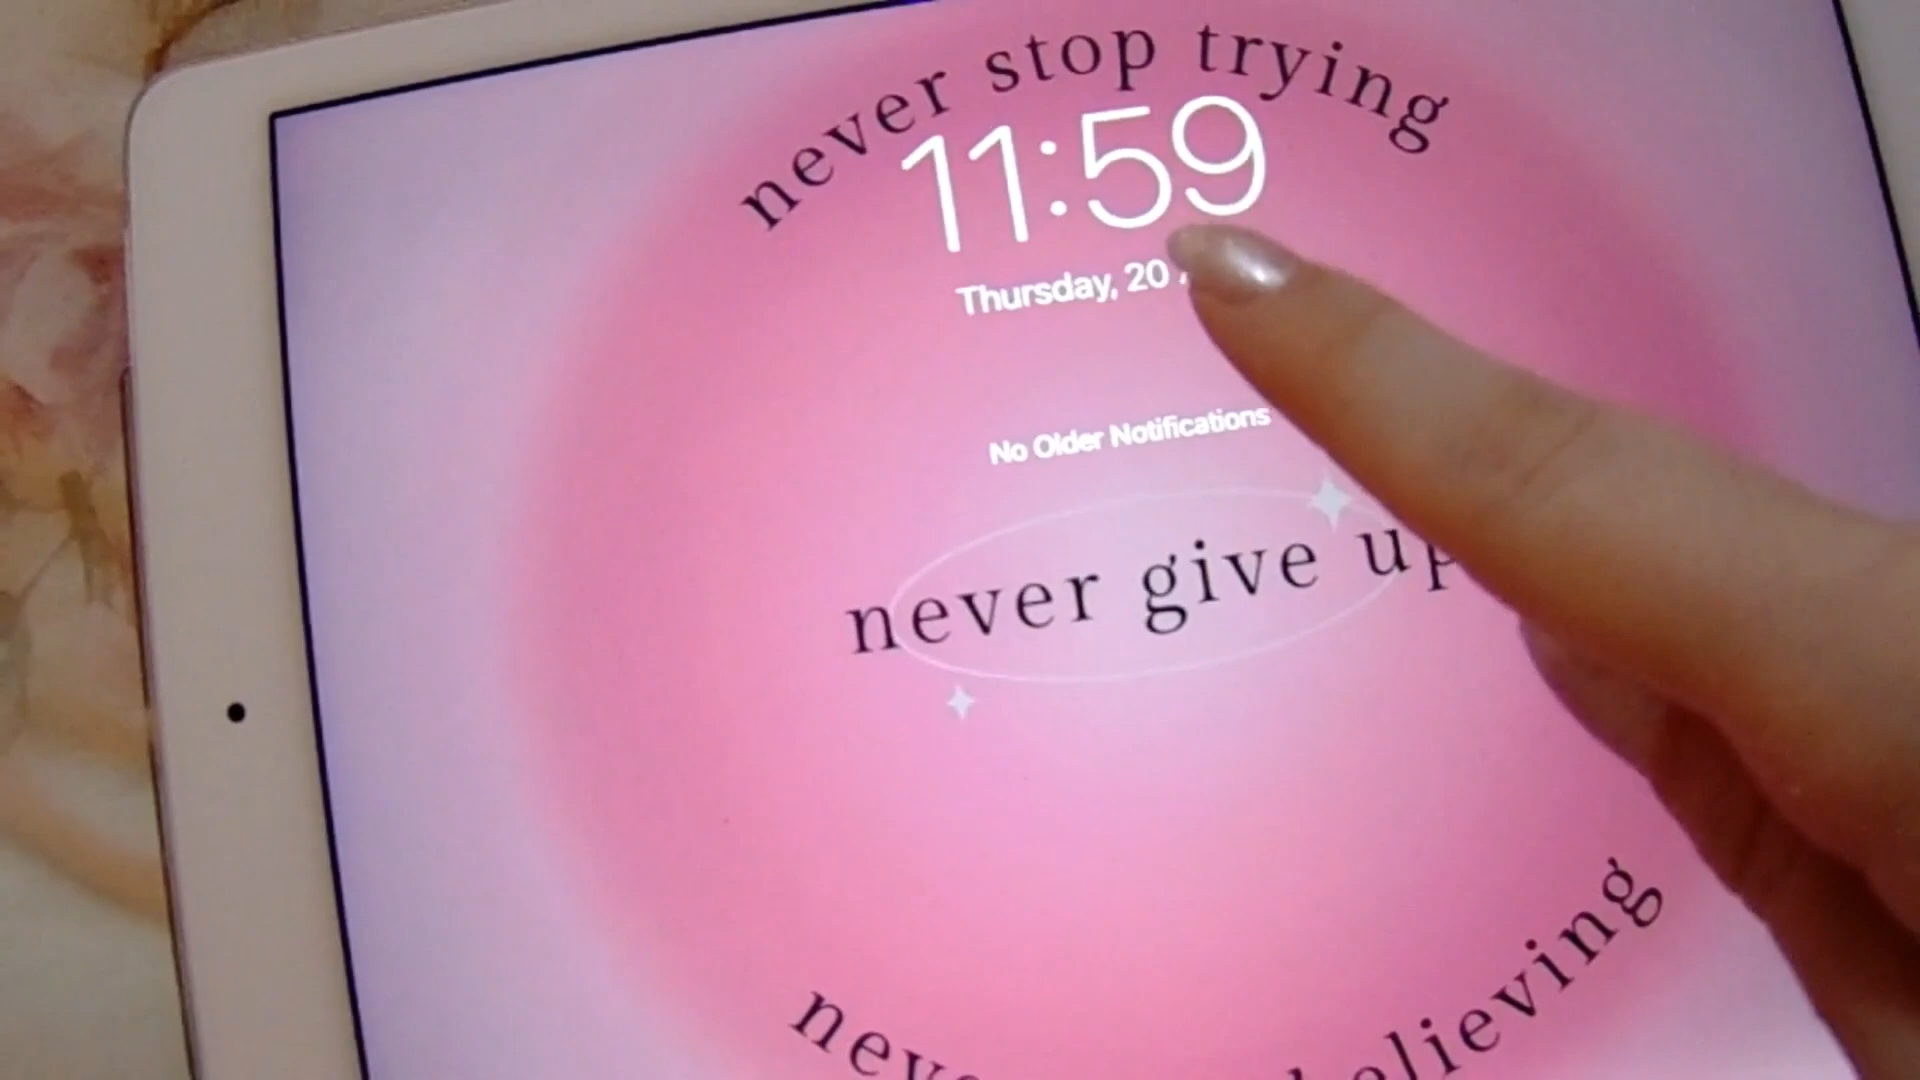 never stop trying
11:59
Thursday, 20
No Older Notifications
never give up
believing